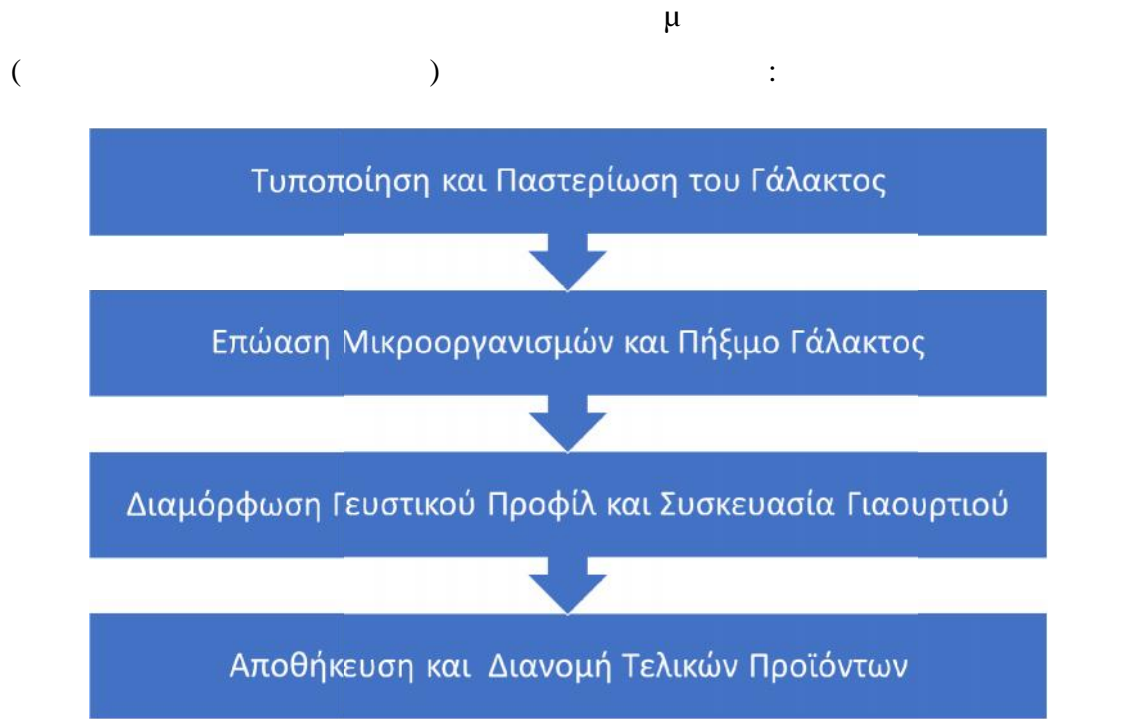 μ
( ) :
Τυποποίηση και Παστερίωση του Γάλακτος
Επώαση Μικροοργανισμών και Πήξιμο Γάλακτος
Διαμόρφωση Γευστικού Προφίλ και Συσκευασία Γιαουρτιού
Αποθήκευση και Διανομή Τελικών Προϊόντων